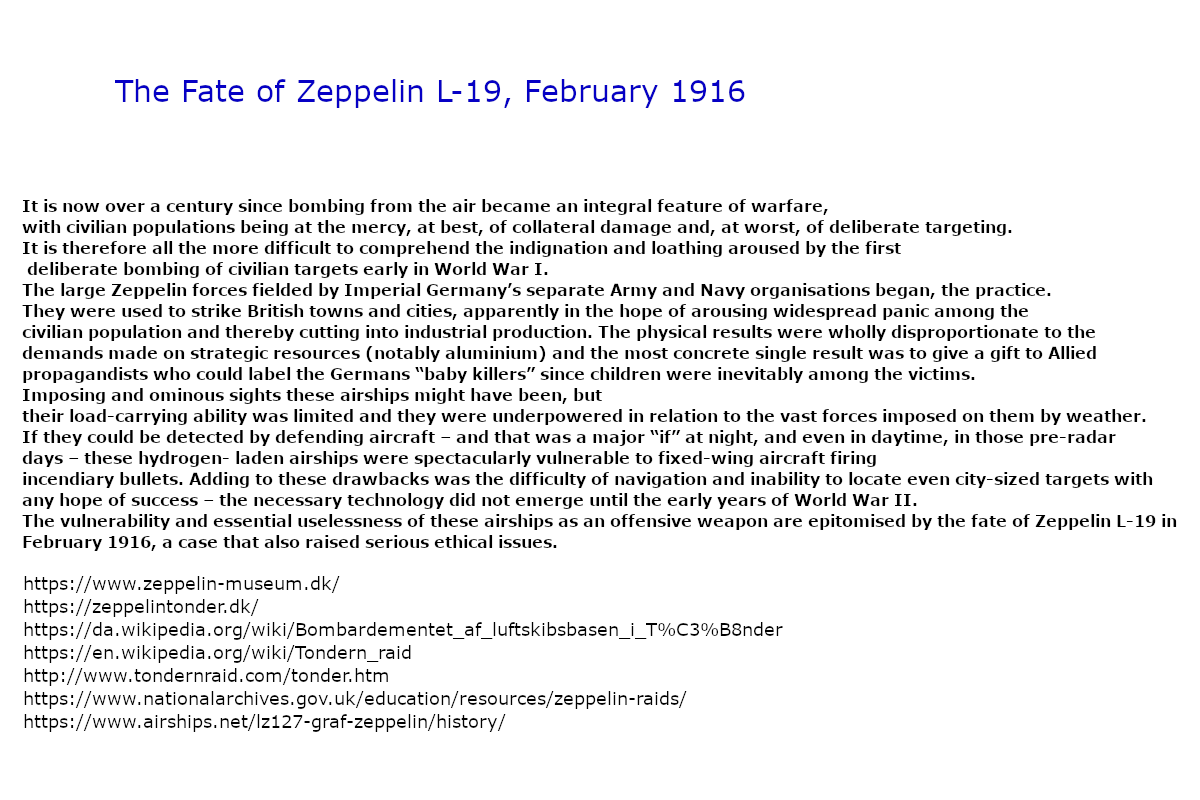 The Fate of Zeppelin L-19, February 1916
It is now over a century since bombing from the air became an integral feature of warfare,
with civilian populations being at the mercy, at best, of collateral damage and, at worst, of deliberate targeting.
It is therefore all the more difficult to comprehend the indignation and loathing aroused by the first
deliberate bombing of civilian targets early in World War I.
The large Zeppelin forces fielded by Imperial Germany’s separate Army and Navy organisations began, the practice.
They were used to strike British towns and cities, apparently in the hope of arousing widespread panic among the
civilian population and thereby cutting into industrial production. The physical results were wholly disproportionate to the
demands made on strategic resources (notably aluminium) and the most concrete single result was to give a gift to Allied
propagandists who could label the Germans “baby killers” since children were inevitably among the victims.
Imposing and ominous sights these airships might have been, but
their load-carrying ability was limited and they were underpowered in relation to the vast forces imposed on them by weather.
If they could be detected by defending aircraft – and that was a major “if” at night, and even in daytime, in those pre-radar
days – these hydrogen- laden airships were spectacularly vulnerable to fixed-wing aircraft firing
incendiary bullets. Adding to these drawbacks was the difficulty of navigation and inability to locate even city-sized targets with
any hope of success – the necessary technology did not emerge until the early years of World War II.
The vulnerability and essential uselessness of these airships as an offensive weapon are epitomised by the fate of Zeppelin L-19 in
February 1916, a case that also raised serious ethical issues.
https://www.zeppelin-museum.dk/
https://zeppelintonder.dk/
https://da.wikipedia.org/wiki/Bombardementet_af_luftskibsbasen_i_T%C3%B8nder
https://en.wikipedia.org/wiki/Tondern_raid
http://www.tondernraid.com/tonder.htm
https://www.nationalarchives.gov.uk/education/resources/zeppelin-raids/
https://www.airships.net/lz127-graf-zeppelin/history/